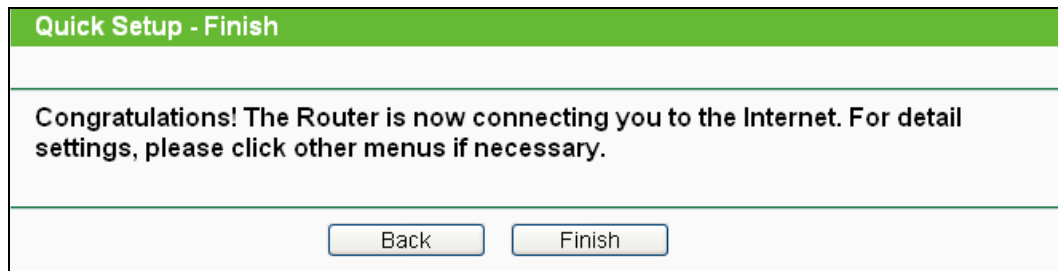 Quick Setup - Finish
Congratulations! The Router is now connecting you to the Internet. For detail
settings, please click other menus if necessary.
Back Finish